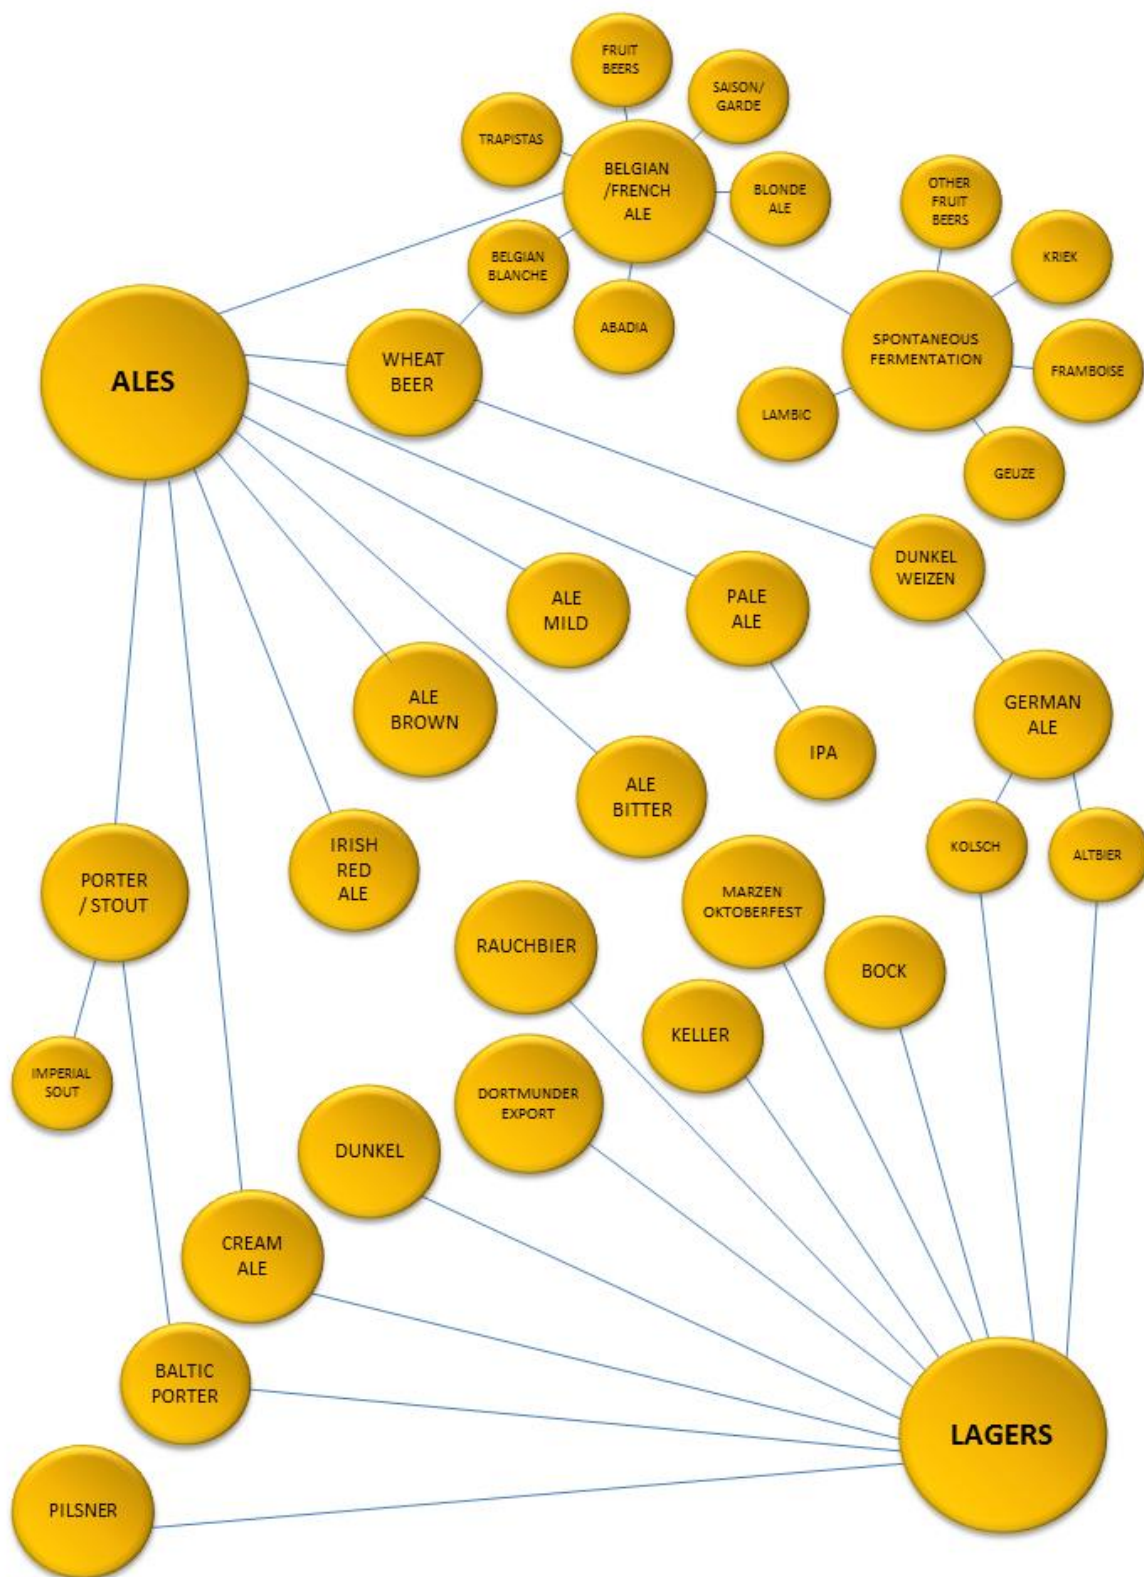 FRUIT
BEERS
SAISON/
GARDE
TRAPISTAS
BELGIAN
/FRENCH
ALE
BLONDE
ALE
OTHER
FRUIT
BEERS
BELGIAN
BLANCHE
KRIEK
ABADIA
SPONTANEOUS
FERMENTATION
WHEAT
BEER
ALES
FRAMBOISE
LAMBIC
GEUZE
DUNKEL
WEIZEN
ALE
MILD
PALE
ALE
ALE
BROWN
GERMAN
ALE
IPA
ALE
BITTER
KOLSCH
ALTBIER
IRISH
RED
ALE
PORTER
/ STOUT
MARZEN
OKTOBERFEST
RAUCHBIER
BOCK
KELLER
IMPERIAL
SOUT
DORTMUNDER
EXPORT
DUNKEL
CREAM
ALE
BALTIC
PORTER
LAGERS
PILSNER